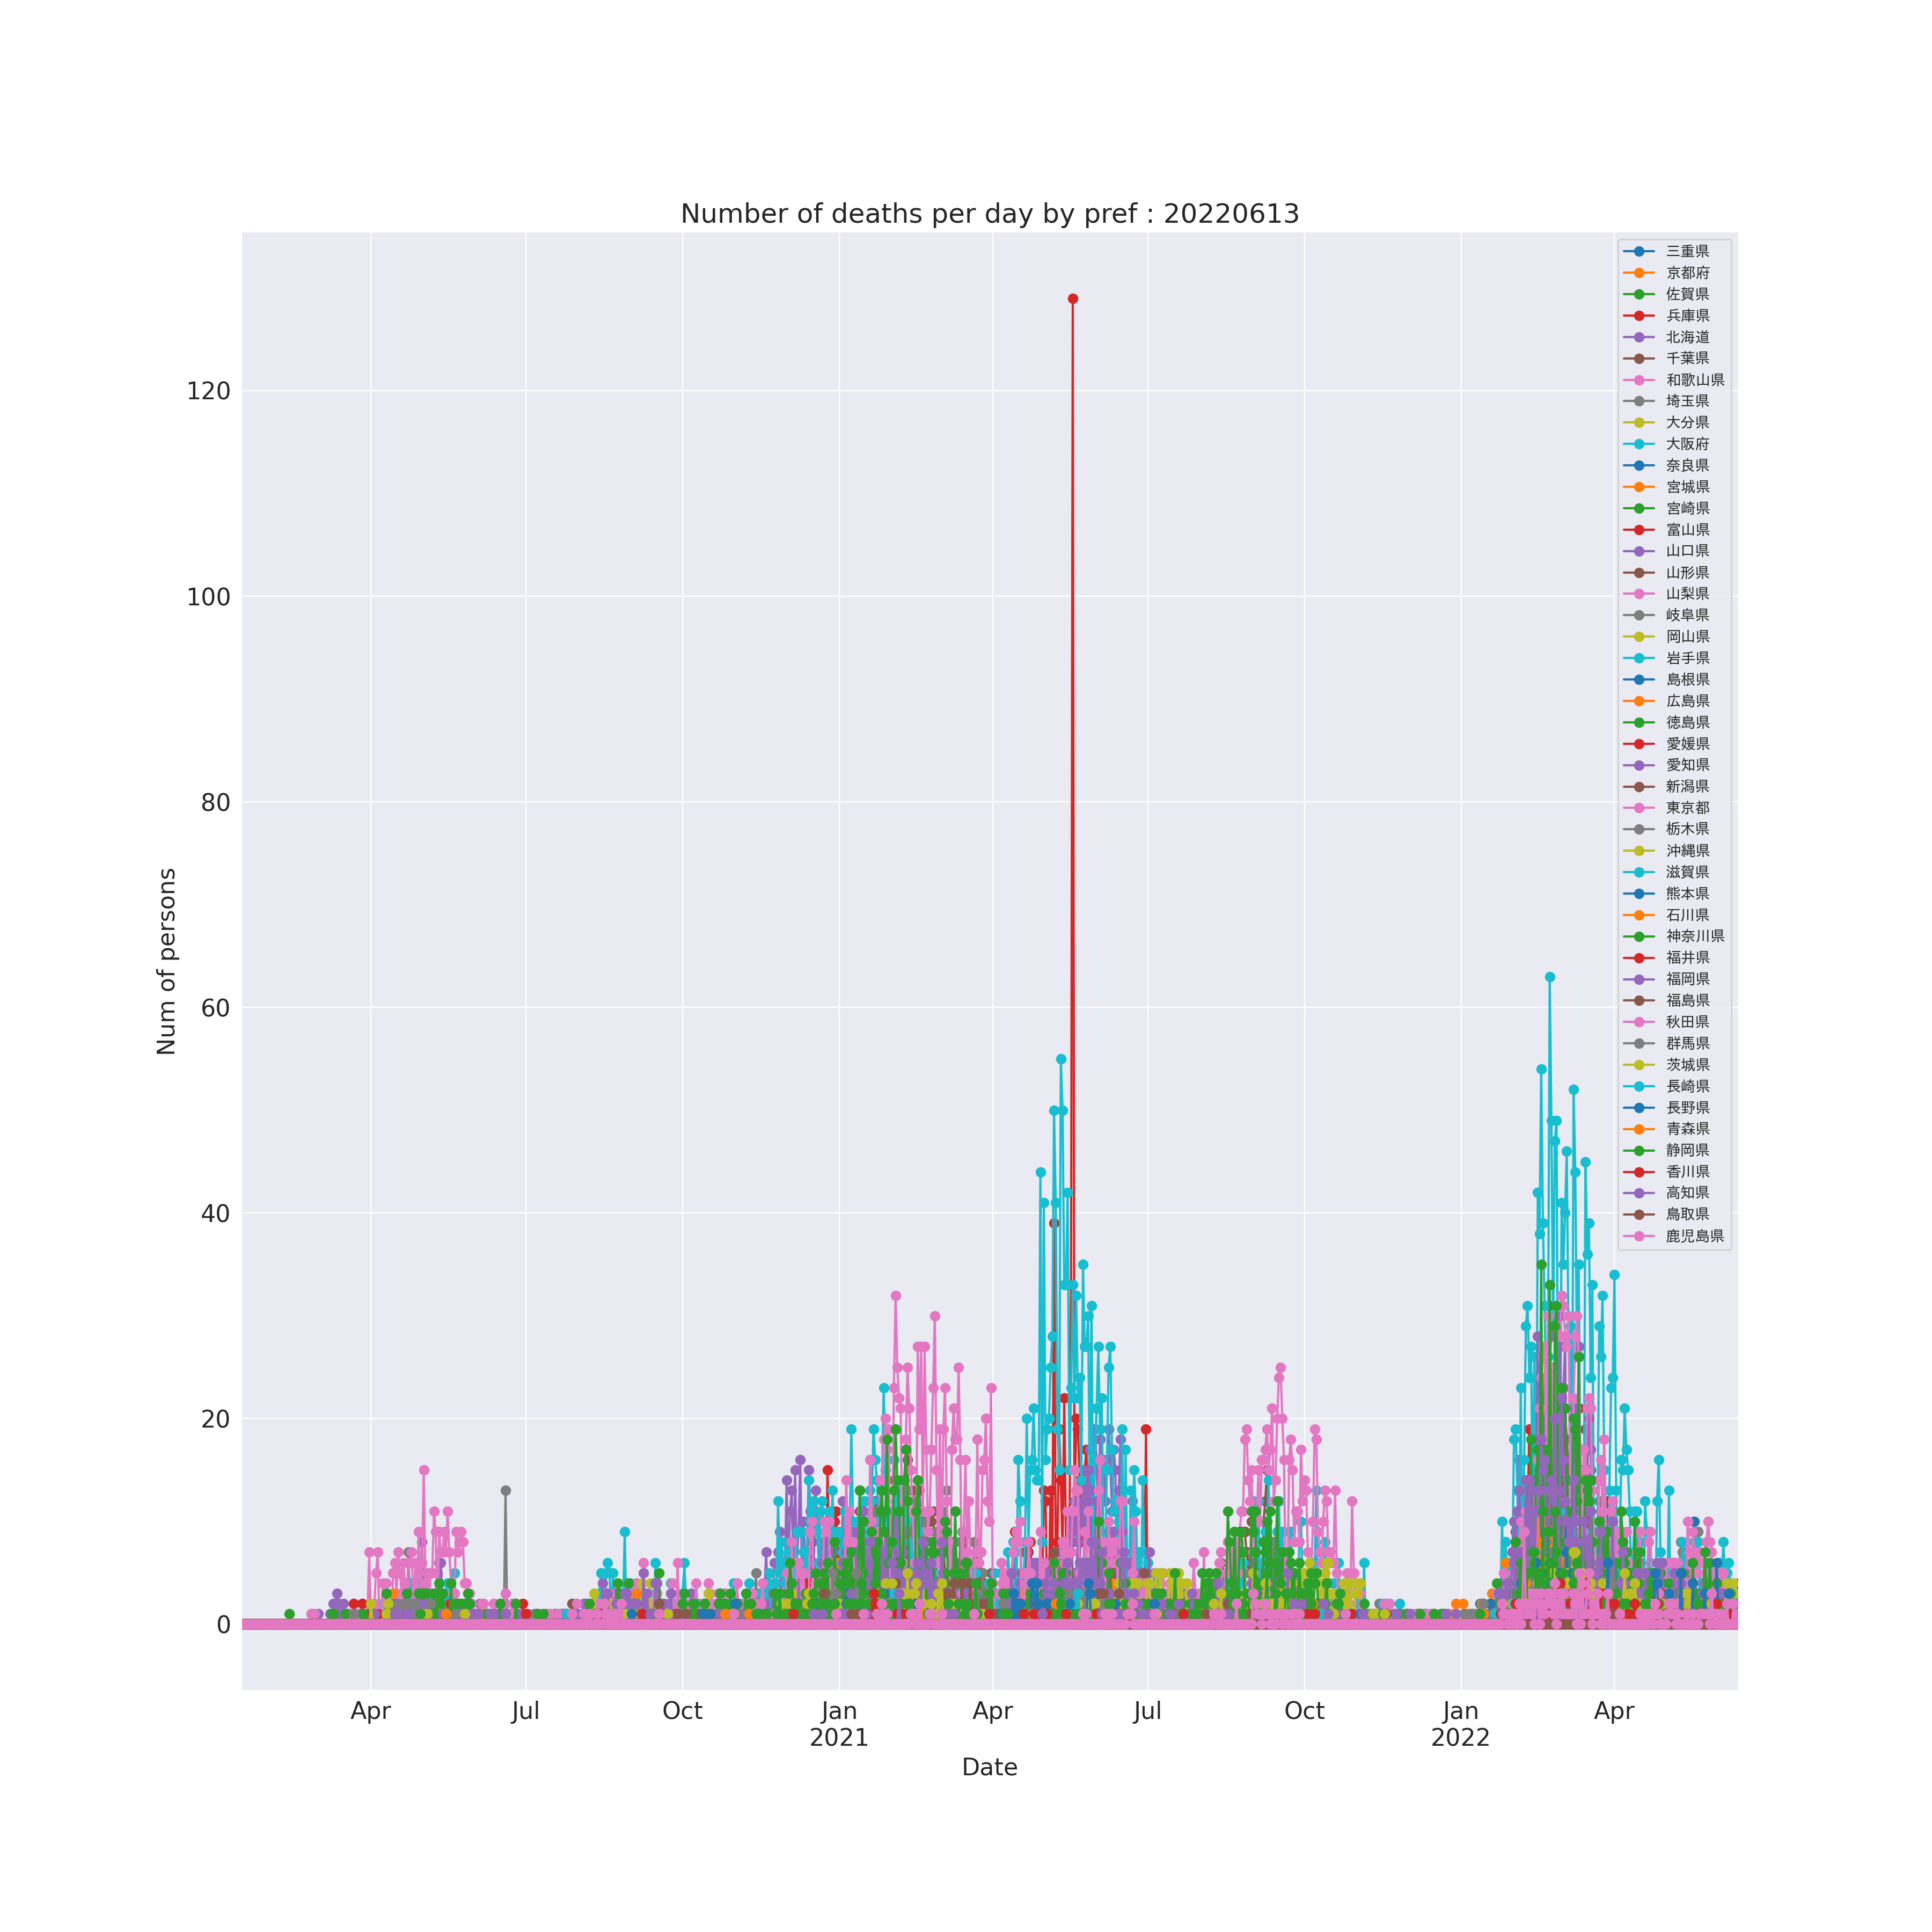 Number of deaths per day by pref : 20220613
三重県
京都府
佐賀県
兵庫県
北海道
千葉県
和歌山県
埼玉県
大分県
大阪府
奈良県
宮城県
宮崎県
富山県
山口県
山形県
山梨県
岐阜県
岡山県
岩手県
島根県
広島県
徳島県
愛媛県
愛知県
新潟県
東京都
栃木県
沖縄県
滋賀県
熊本県
石川県
神奈川県
福井県
福岡県
福島県
秋田県
群馬県
茨城県
長崎県
長野県
青森県
静岡県
香川県
高知県
鳥取県
鹿児島県
Num of persons
120
100
80
60
40
20
0
Apr Jul Oct Jan Apr Jul Oct Jan Apr
2021 2022
Date